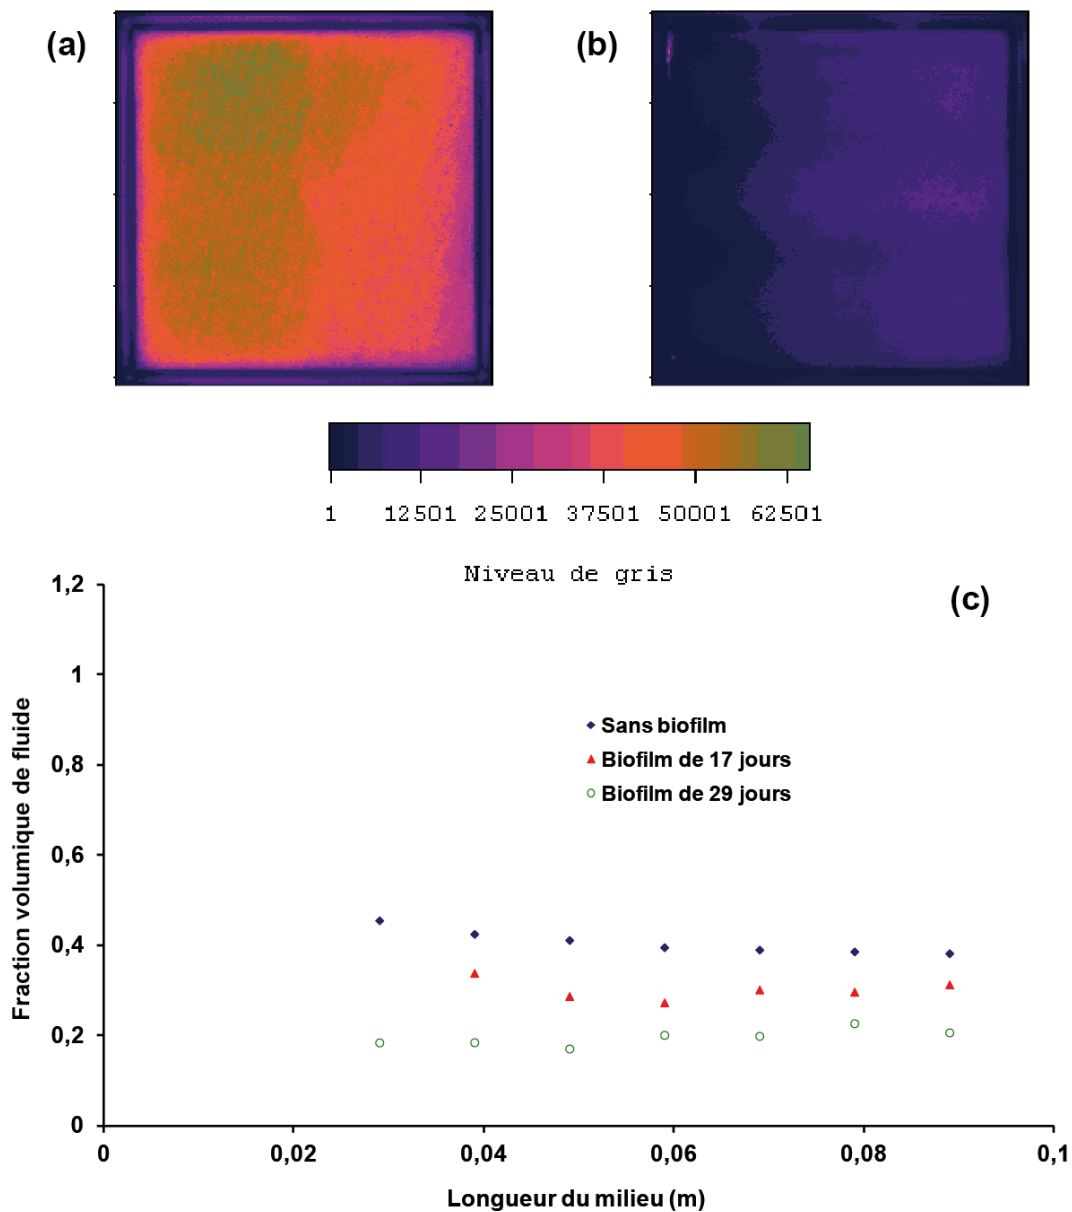 (a)
(b)
1 12501 25001 37501 50001 62501
Niveau de gris
(c)
1,2
1
0,8
0,6
0,4
0,2
0
Fraction volumique de fluide
Sans biofilm
Biofilm de 17 jours
Biofilm de 29 jours
0 0,02 0,04 0,06 0,08 0,1
Longueur du milieu (m)